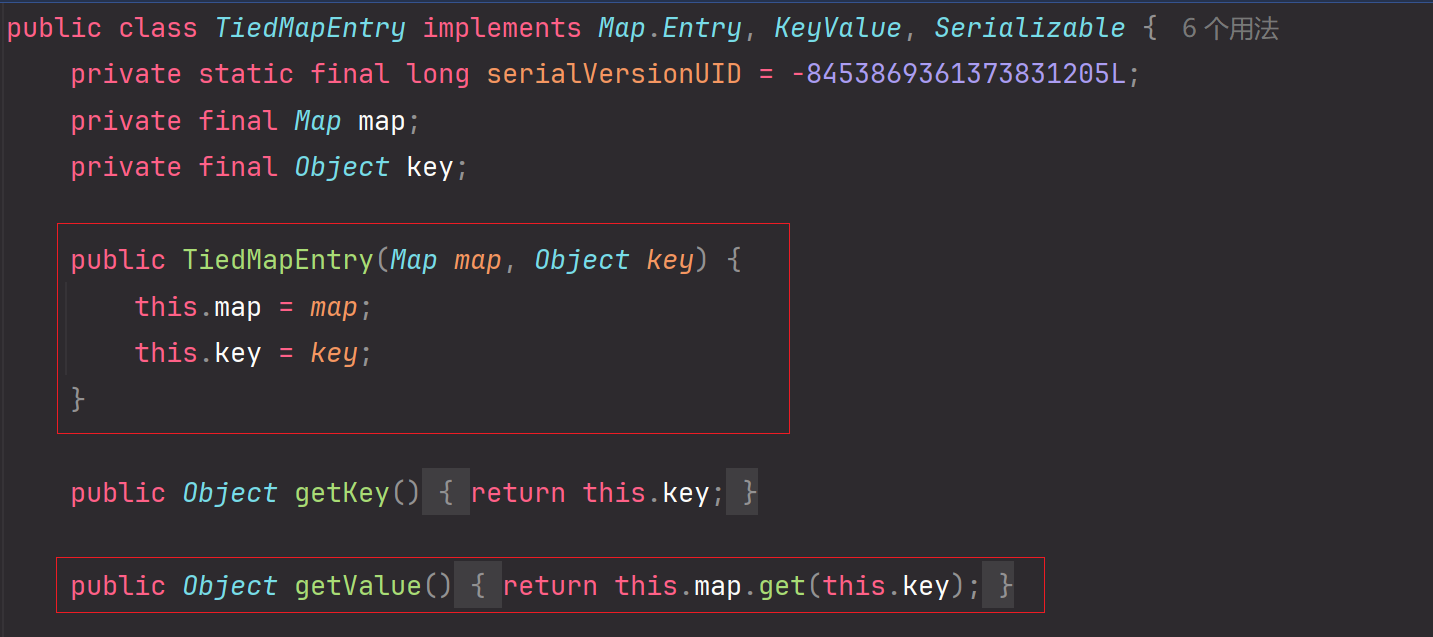 public class TiedMapEntry implements Map.Entry, KeyValue, Serializable { 6 个用法
private static final long serialVersionUID = -8453869361373831205L;
private final Map map;
private final Object key;
public TiedMapEntry(Map map, Object key) {
this.map = map;
this.key = key;
}
public Object getKey() { return this.key; }
public Object getValue() { return this.map.get(this.key); }